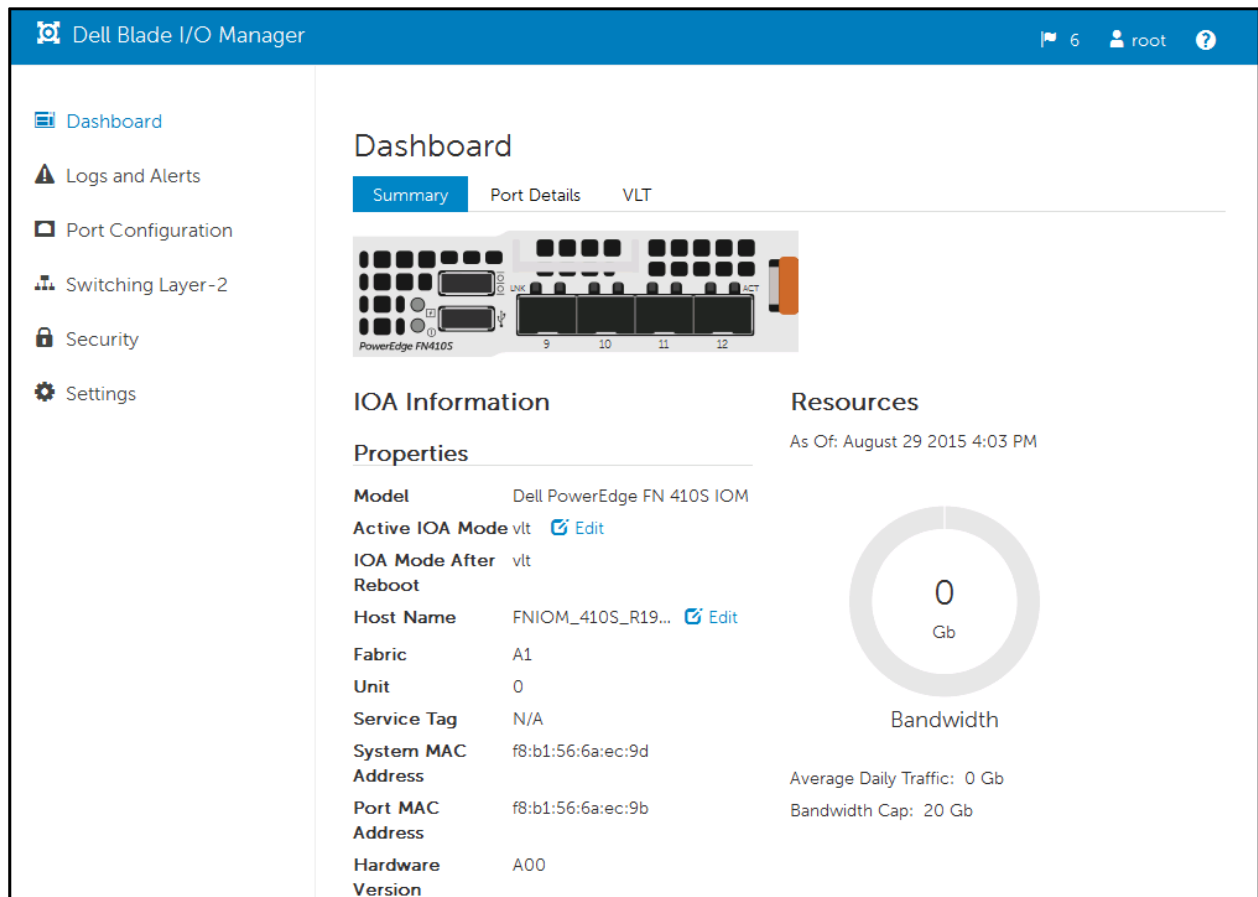 Dell Blade I/O Manager
6 root ?
Dashboard
Logs and Alerts
Port Configuration
Switching Layer-2
Security
Settings
Dashboard
Summary Port Details VLT
LNK ACT
PowerEdge FN410S 9 10 11 12
IOA Information
Properties
Model Dell PowerEdge FN 410S IOM
Active IOA Mode vlt Edit
IOA Mode After vlt
Reboot
Host Name FNIOM_410S_R19... Edit
Fabric A1
Unit 0
Service Tag N/A
System MAC f8:b1:56:6a:ec:9d
Address
Port MAC f8:b1:56:6a:ec:9b
Address
Hardware A00
Version
Resources
As Of: August 29 2015 4:03 PM
0
Gb
Bandwidth
Average Daily Traffic: 0 Gb
Bandwidth Cap: 20 Gb